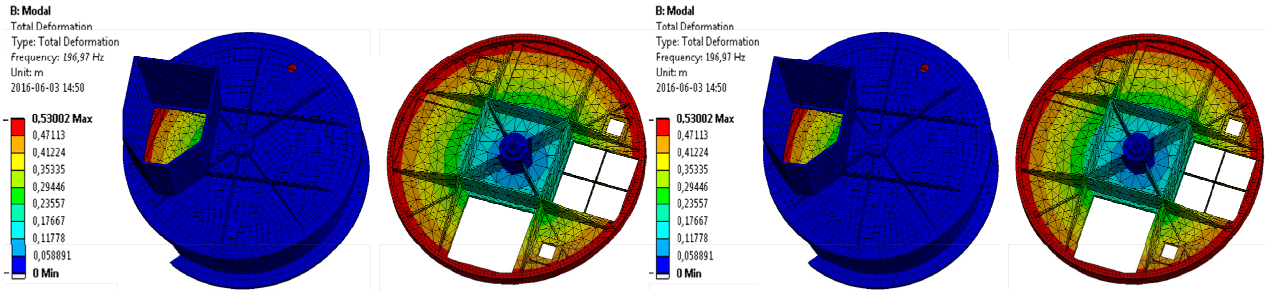 B: Modal
Total Deformation
Type: Total Deformation
Frequency: 196,97 Hz
Unit: m
2016-06-03 14:50
0,53002 Max
0,47113
0,41224
0,35335
0,29446
0,23557
0,17667
0,11778
0,058891
0 Min
B: Modal
Total Deformation
Type: Total Deformation
Frequency: 196,97 Hz
Unit: m
2016-06-03 14:50
0,53002 Max
0,47113
0,41224
0,35335
0,29446
0,23557
0,17667
0,11778
0,058891
0 Min